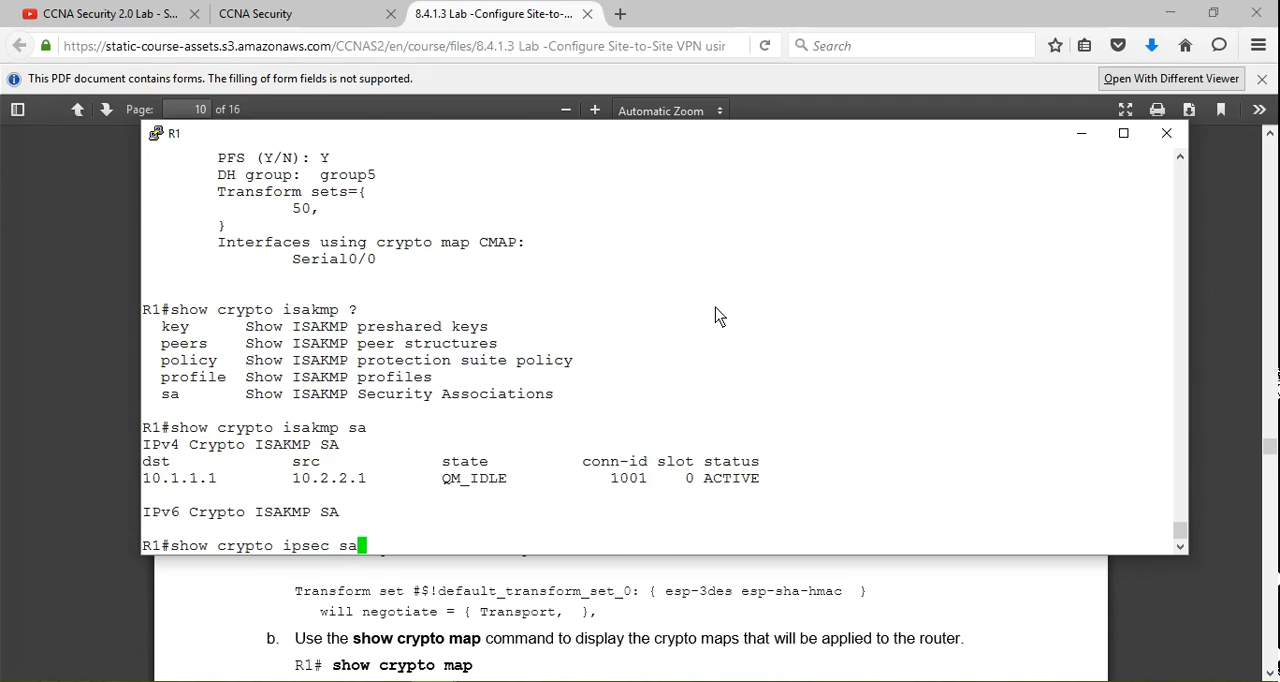 CCNA Security 2.0 Lab - S...
CCNA Security
8.4.1.3 Lab -Configure Site-to-...
https://static-course-assets.s3.amazonaws.com/CCNAS2/en/course/files/8.4.1.3 Lab -Configure Site-to-Site VPN usin
Search
This PDF document contains forms. The filling of form fields is not supported.
Open With Different Viewer
Page: 10 of 16
Automatic Zoom
R1
PFS (Y/N): Y
DH group: group5
Transform sets={
50,
}
Interfaces using crypto map CMAP:
Serial0/0
R1#show crypto isakmp ?
key Show ISAKMP preshared keys
peers Show ISAKMP peer structures
policy Show ISAKMP protection suite policy
profile Show ISAKMP profiles
sa Show ISAKMP Security Associations
R1#show crypto isakmp sa
IPv4 Crypto ISAKMP SA
dst src state conn-id slot status
10.1.1.1 10.2.2.1 QM_IDLE 1001 0 ACTIVE
IPv6 Crypto ISAKMP SA
R1#show crypto ipsec sa
Transform set #$!default_transform_set_0: { esp-3des esp-sha-hmac }
will negotiate = { Transport, },
b. Use the show crypto map command to display the crypto maps that will be applied to the router.
R1# show crypto map